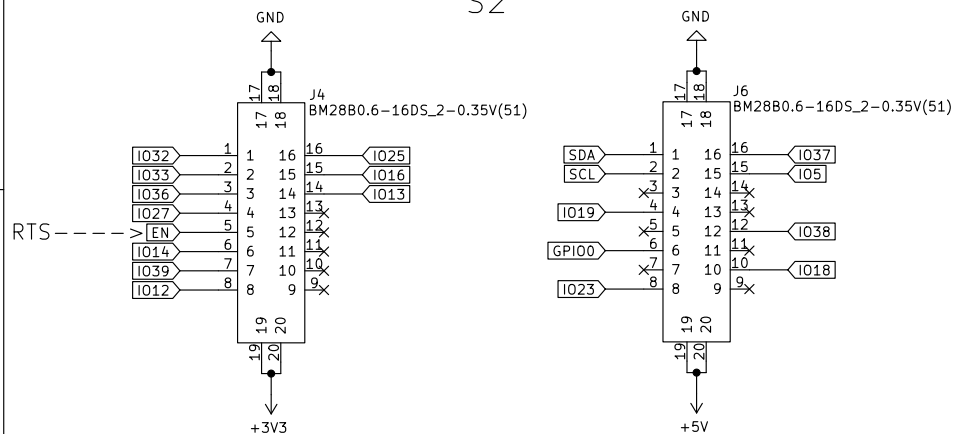 S2
GND
GND
17 18
17 18
J4
BM28B0.6-16DS_2-0.35V(51)
17 18
J6
BM28B0.6-16DS_2-0.35V(51)
17 18
IO32 1 1 16 16 IO25
IO33 2 2 15 15 IO16
IO36 3 3 14 14 IO13
IO27 4 4 13 13
RTS----> EN 5 5 12 12
IO14 6 6 11 11
IO39 7 7 10 10
IO12 8 8 9 9
19 20
19 20
+3V3
SDA 1 1 16 16 IO37
SCL 2 2 15 15 IO5
3 3 14 14
IO19 4 4 13 13
5 5 12 12 IO38
GPIO0 6 6 11 11
7 7 10 10 IO18
IO23 8 8 9 9
19 20
19 20
+5V